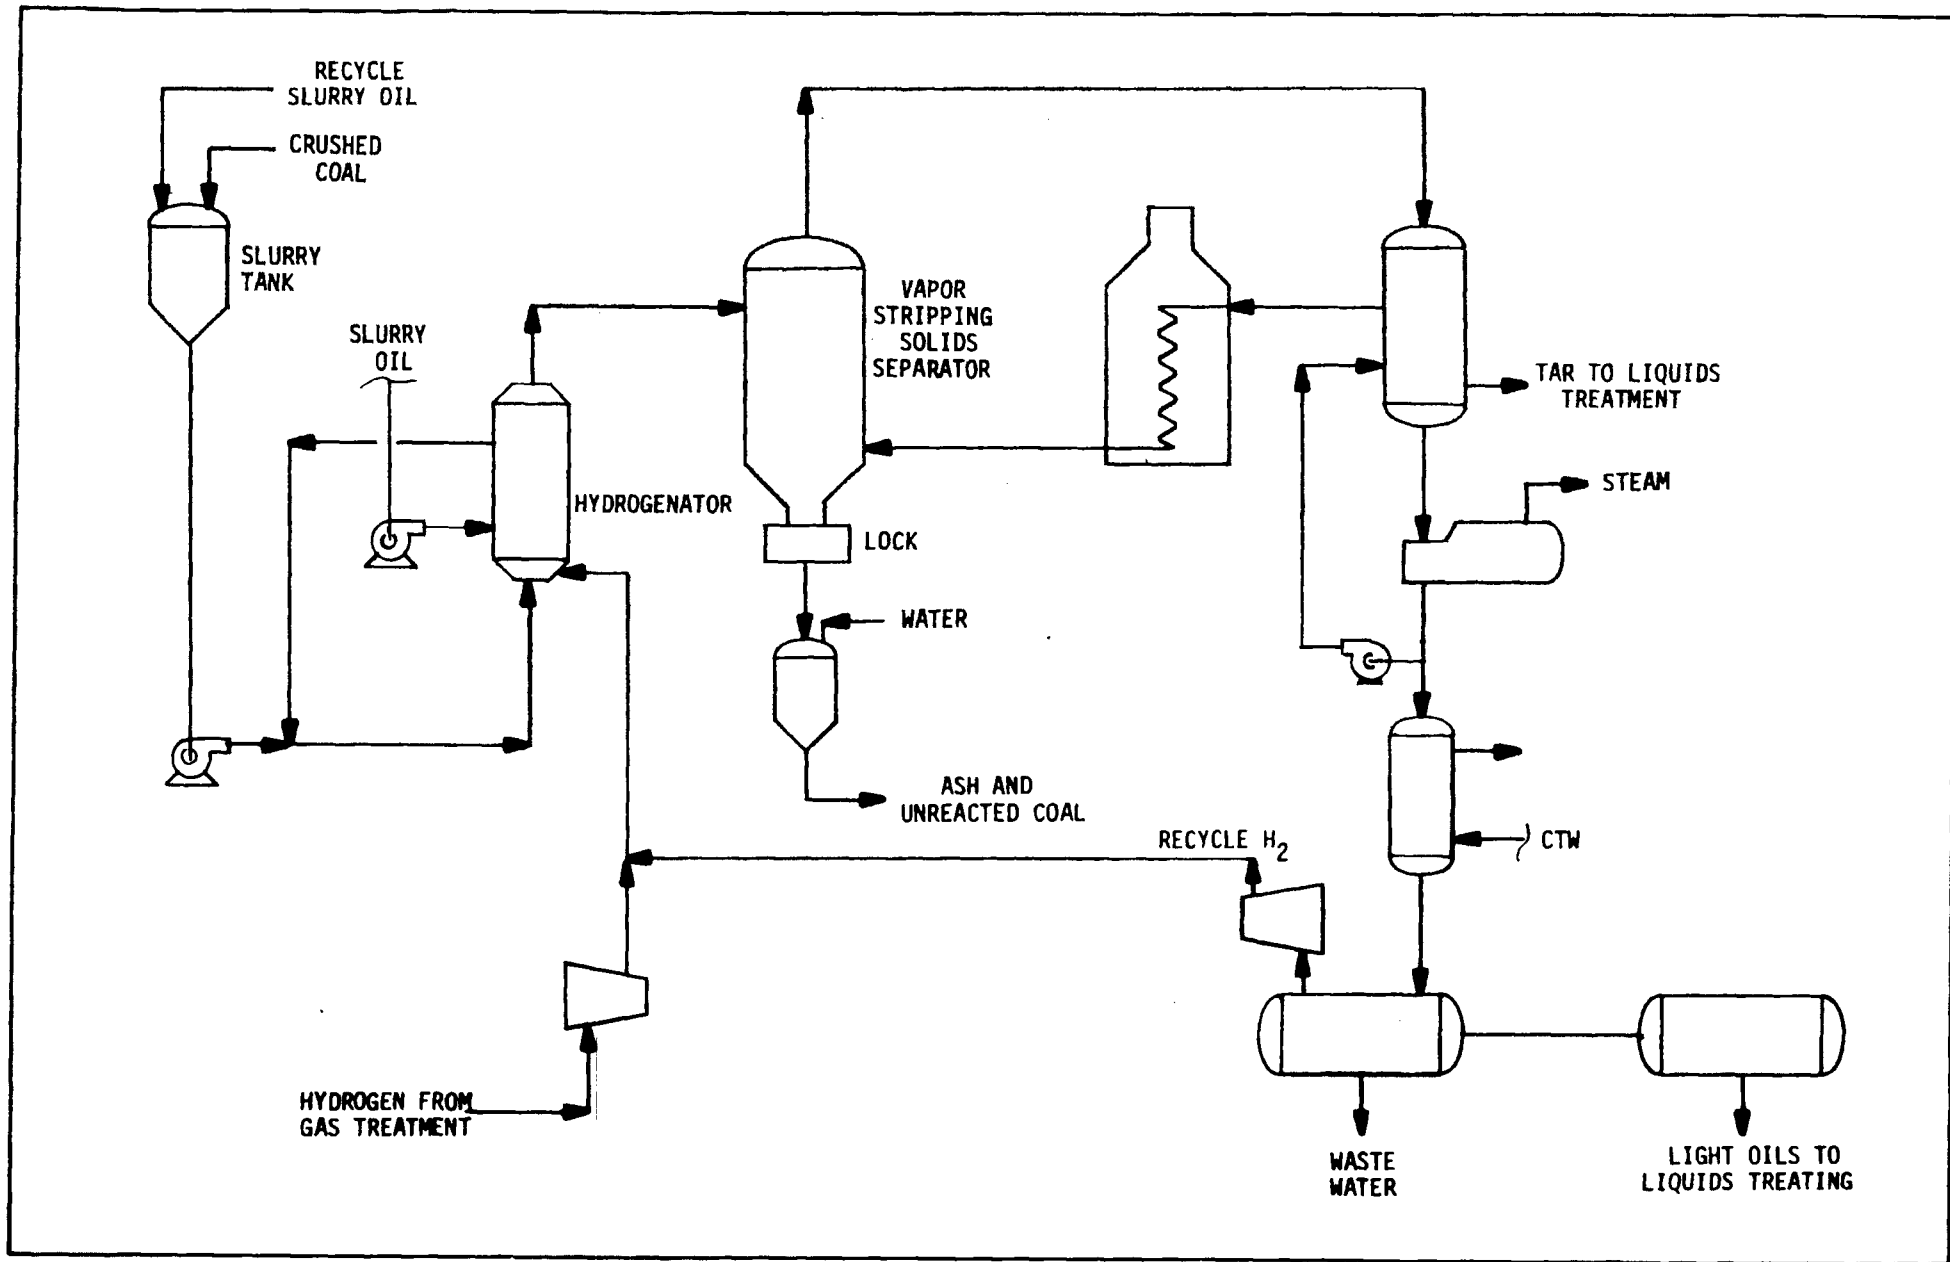 RECYCLE
SLURRY OIL
CRUSHED
COAL
SLURRY
TANK
SLURRY
OIL
HYDROGENATOR
VAPOR
STRIPPING
SOLIDS
SEPARATOR
LOCK
WATER
ASH AND
UNREACTED COAL
TAR TO LIQUIDS
TREATMENT
STEAM
CTW
RECYCLE H2
HYDROGEN FROM
GAS TREATMENT
WASTE
WATER
LIGHT OILS TO
LIQUIDS TREATING